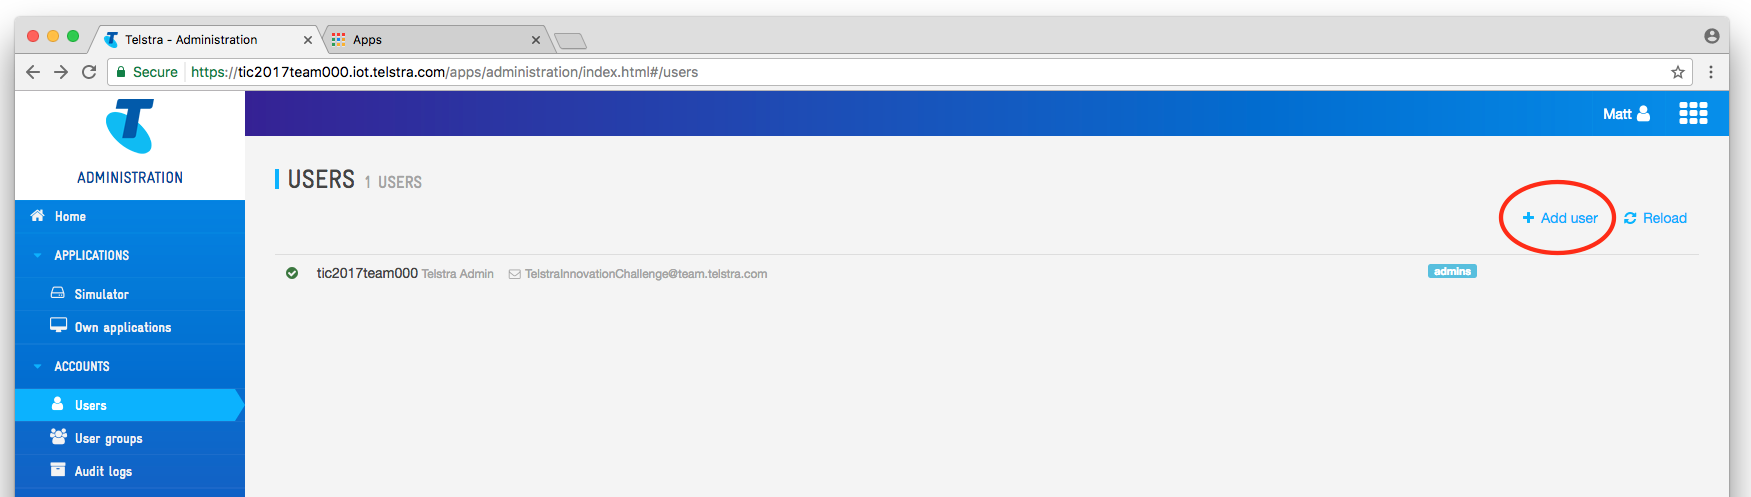 Telstra - Administration
Apps
Secure
https://tic2017team000.iot.telstra.com/apps/administration/index.html#/users
T
ADMINISTRATION
Matt
USERS 1 USERS
Add user
Reload
Home
APPLICATIONS
Simulator
Own applications
ACCOUNTS
Users
User groups
Audit logs
tic2017team000 Telstra Admin TelstraInnovationChallenge@team.telstra.com admins